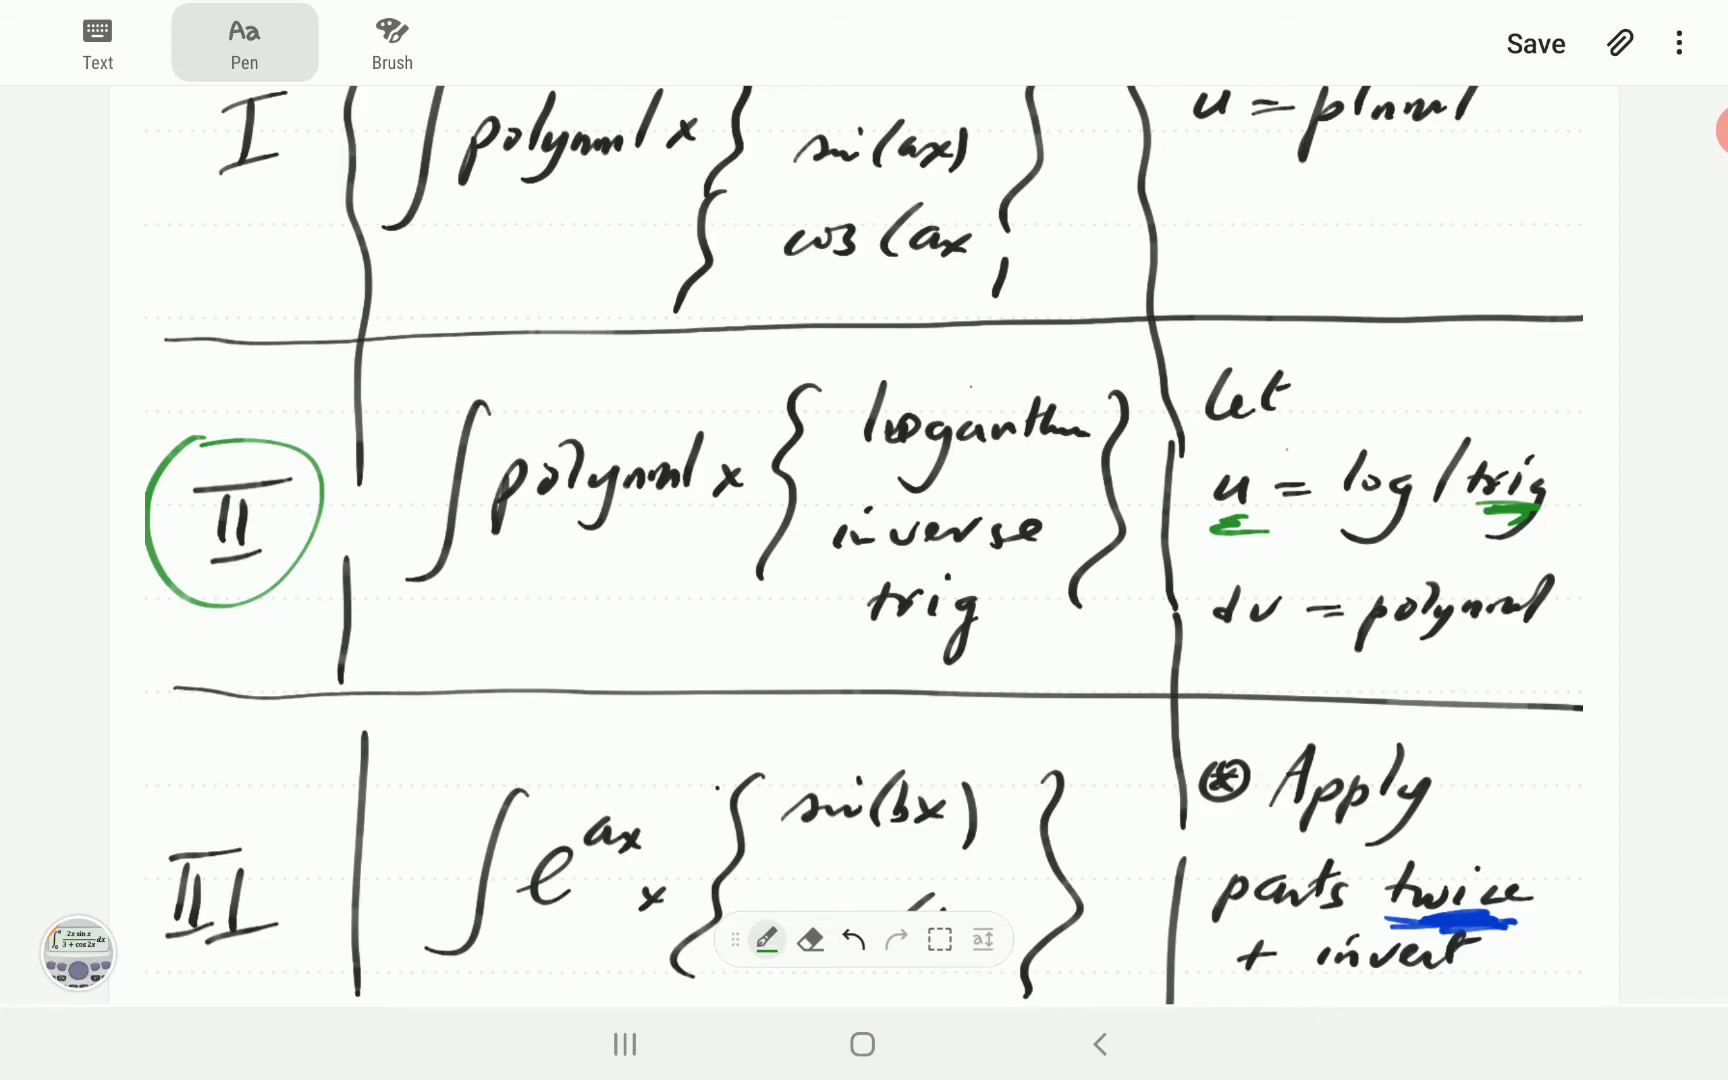 Text
Aa
Pen
Brush
Save
I
∫ polynml x { sin(ax)
cos(ax
II
∫ polynml x { logarithm
inverse
trig }
let
u = log/trig
dv = polynml
III
∫ e^ax x { sin(bx) }
⊛ Apply
parts twice
+ invert